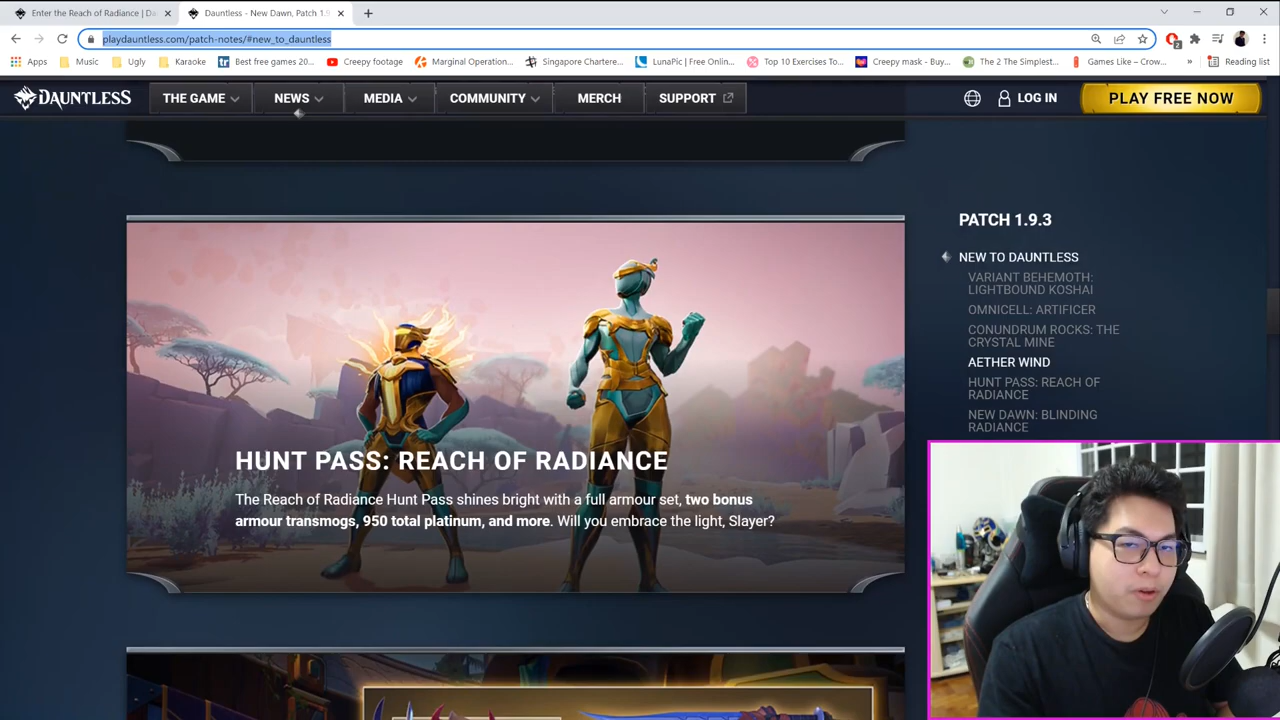 Enter the Reach of Radiance | Da
Dauntless - New Dawn, Patch 1.9
playdauntless.com/patch-notes/#new_to_dauntless
2
Apps
Music
Ugly
Karaoke
Best free games 20...
Creepy footage
Marginal Operation...
Singapore Chartere...
LunaPic | Free Onlin...
Top 10 Exercises To...
Creepy mask - Buy...
The 2 The Simplest...
Games Like – Crow...
»
Reading list
DAUNTLESS
THE GAME
NEWS
MEDIA
COMMUNITY
MERCH
SUPPORT
LOG IN
PLAY FREE NOW
HUNT PASS: REACH OF RADIANCE
The Reach of Radiance Hunt Pass shines bright with a full armour set, two bonus
armour transmogs, 950 total platinum, and more. Will you embrace the light, Slayer?
PATCH 1.9.3
NEW TO DAUNTLESS
VARIANT BEHEMOTH:
LIGHTBOUND KOSHAI
OMNICELL: ARTIFICER
CONUNDRUM ROCKS: THE
CRYSTAL MINE
AETHER WIND
HUNT PASS: REACH OF
RADIANCE
NEW DAWN: BLINDING
RADIANCE